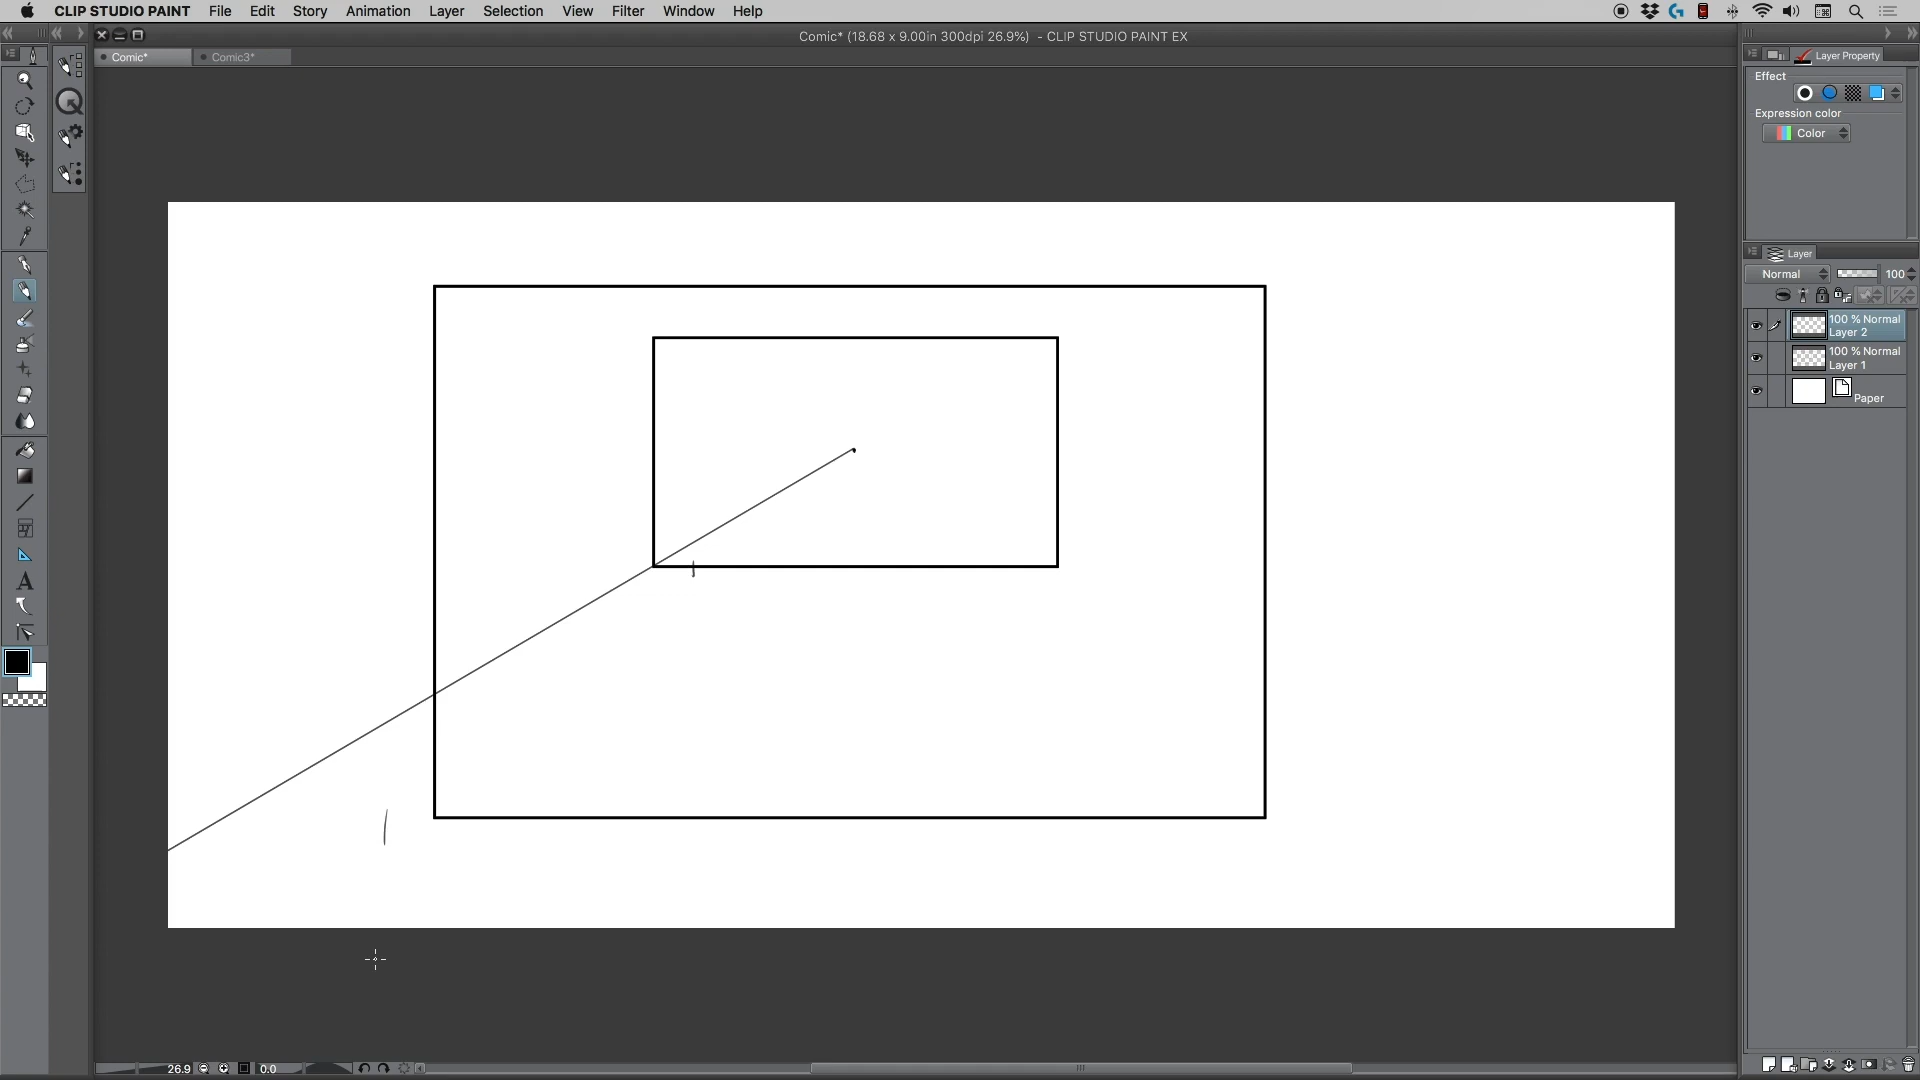 CLIP STUDIO PAINT File Edit Story Animation Layer Selection View Filter Window Help
Comic* (18.68 x 9.00in 300dpi 26.9%) - CLIP STUDIO PAINT EX
Comic* Comic3*
Layer Property
Effect
Expression color
Color
Layer
Normal 100
100 % Normal
Layer 2
100 % Normal
Layer 1
Paper
A
26.9 0.0